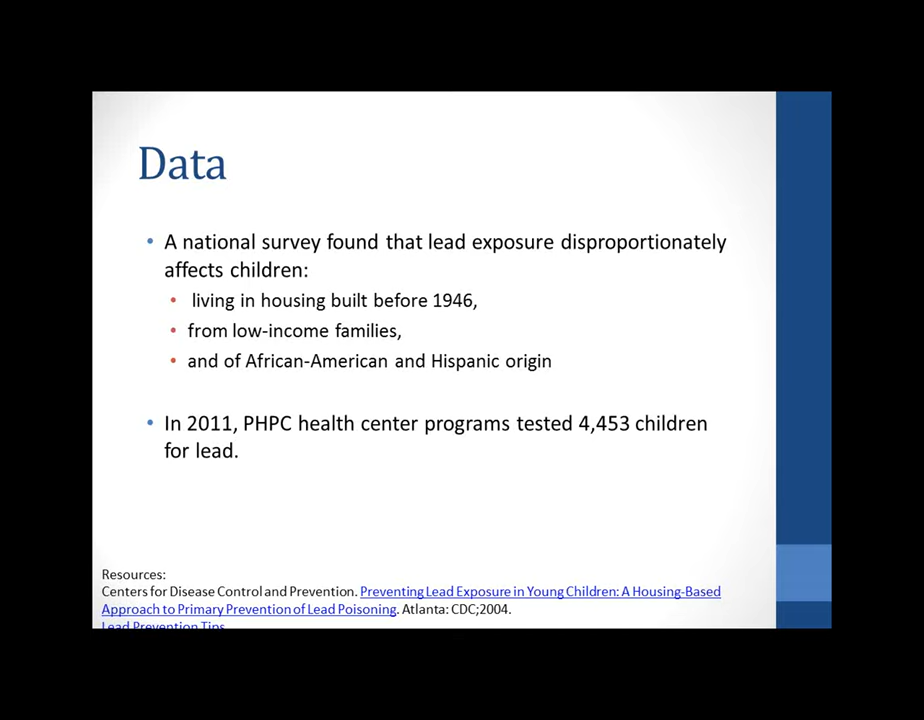 Data
• A national survey found that lead exposure disproportionately
affects children:
• living in housing built before 1946,
• from low-income families,
• and of African-American and Hispanic origin
• In 2011, PHPC health center programs tested 4,453 children
for lead.
Resources:
Centers for Disease Control and Prevention. Preventing Lead Exposure in Young Children: A Housing-Based
Approach to Primary Prevention of Lead Poisoning. Atlanta: CDC;2004.
Lead Prevention Tips